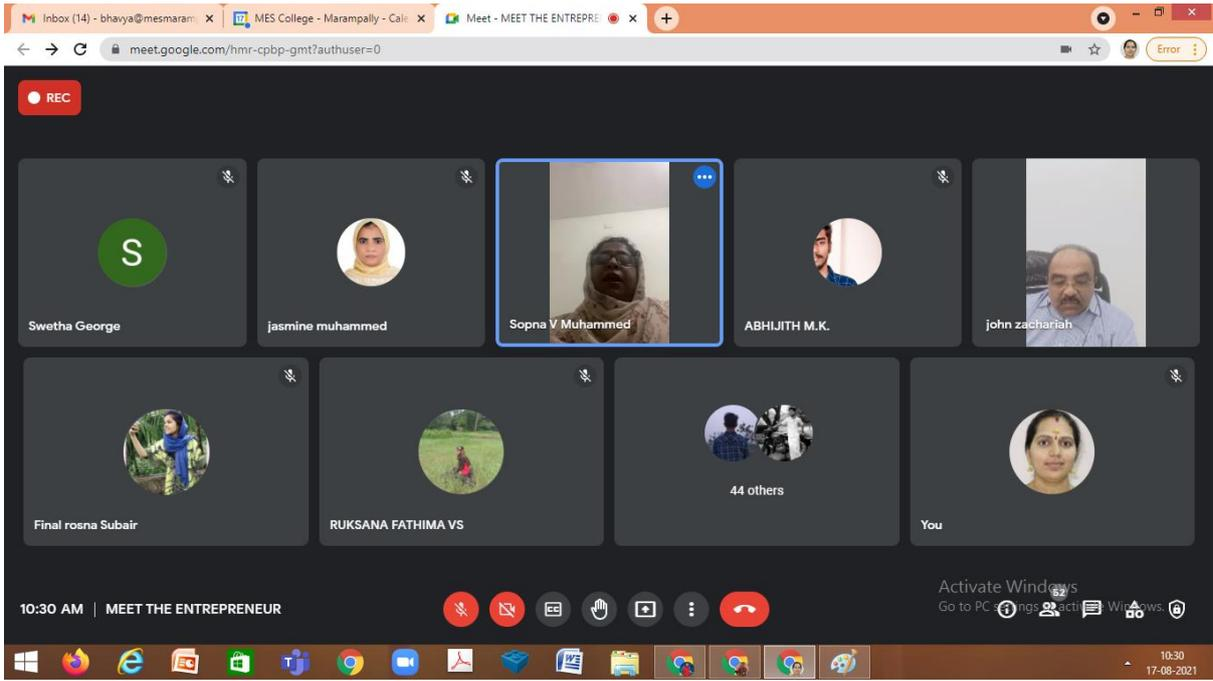 Inbox (14) - bhavya@mesmaram
MES College - Marampally - Cale
Meet - MEET THE ENTREPRE
meet.google.com/hmr-cpbp-gmt?authuser=0
Error
REC
S
Swetha George
jasmine muhammed
Sopna V Muhammed
ABHIJITH M.K.
john zachariah
Final rosna Subair
RUKSANA FATHIMA VS
44 others
You
Activate Windows
Go to PC settings to activate Windows.
52
10:30 AM | MEET THE ENTREPRENEUR
10:30
17-08-2021